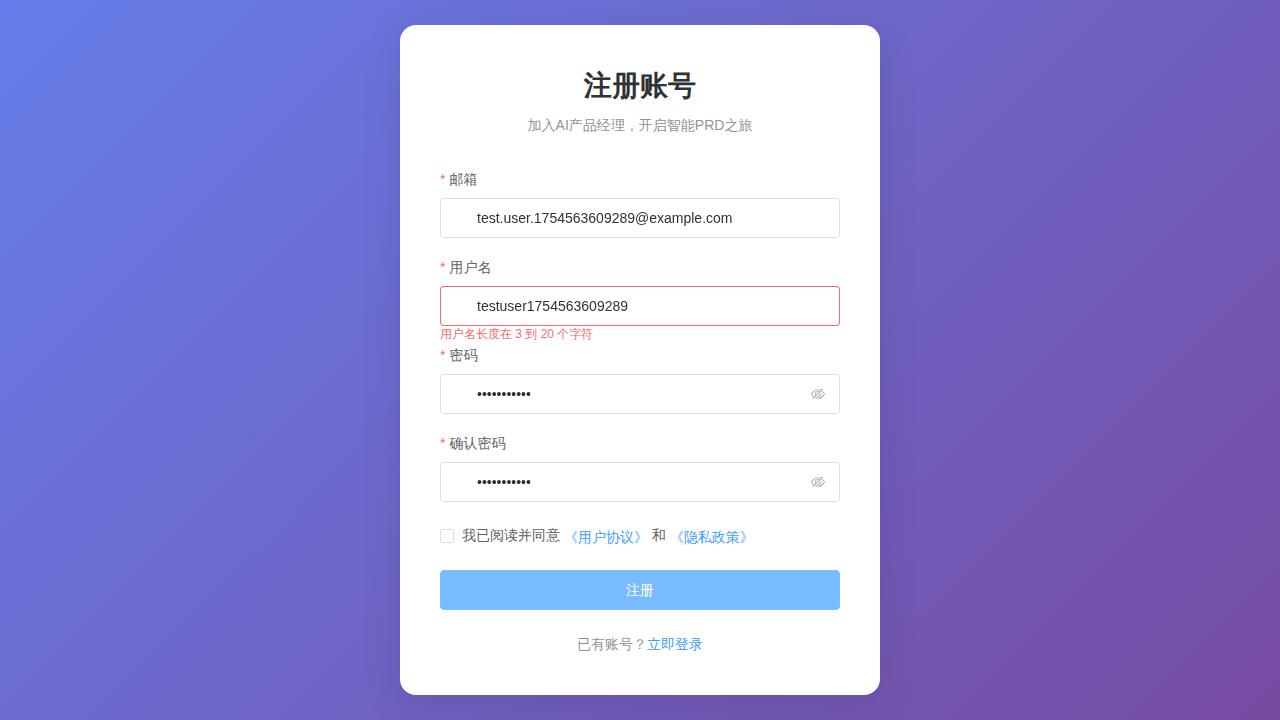 注册账号
加入AI产品经理，开启智能PRD之旅
* 邮箱
test.user.1754563609289@example.com
* 用户名
testuser1754563609289
用户名长度在 3 到 20 个字符
* 密码
•••••••••••
* 确认密码
•••••••••••
我已阅读并同意 《用户协议》 和 《隐私政策》
注册
已有账号？立即登录